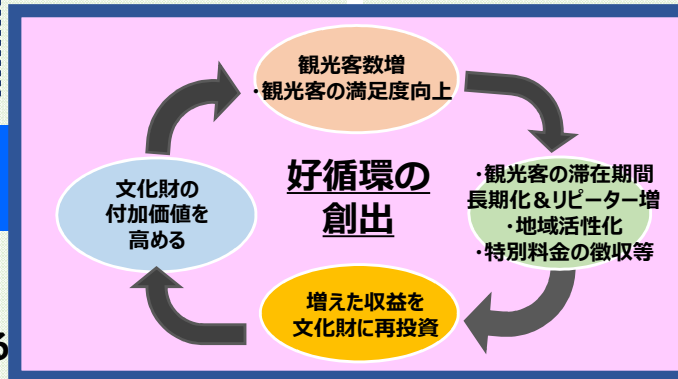 観光客数増
・観光客の満足度向上
好循環の
創出
・観光客の滞在期間
長期化＆リピーター増
・地域活性化
・特別料金の徴収等
増えた収益を
文化財に再投資
文化財の
付加価値を
高める